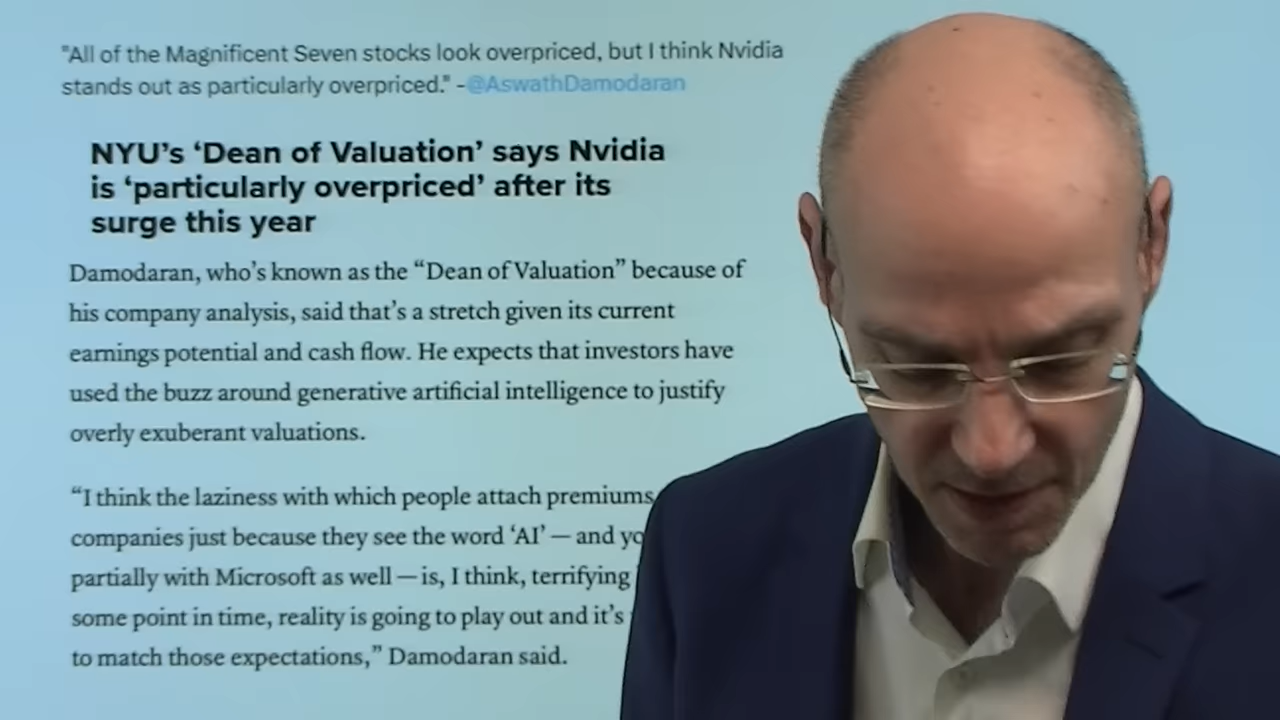 "All of the Magnificent Seven stocks look overpriced, but I think Nvidia
stands out as particularly overpriced." -@AswathDamodaran
NYU's ‘Dean of Valuation’ says Nvidia
is ‘particularly overpriced’ after its
surge this year
Damodaran, who's known as the “Dean of Valuation” because of
his company analysis, said that's a stretch given its current
earnings potential and cash flow. He expects that investors have
used the buzz around generative artificial intelligence to justify
overly exuberant valuations.
“I think the laziness with which people attach premiums
companies just because they see the word ‘AI’ — and
partially with Microsoft as well — is, I think, terrifying
some point in time, reality is going to play out and it's
to match those expectations,” Damodaran said.